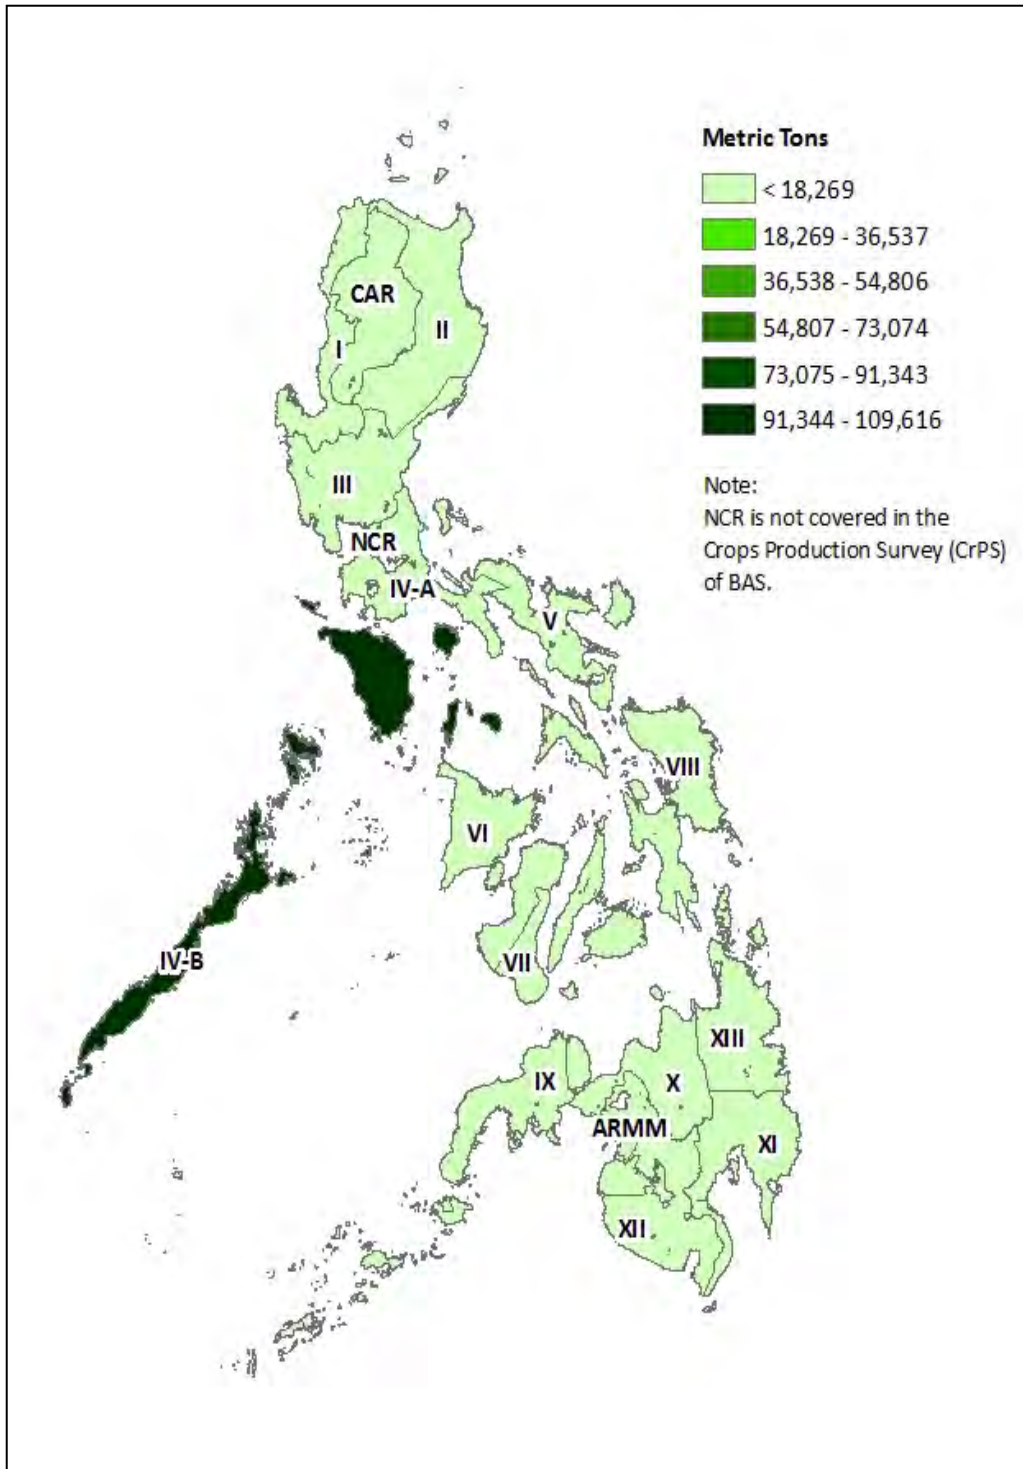 Metric Tons
< 18,269
18,269 - 36,537
36,538 - 54,806
54,807 - 73,074
73,075 - 91,343
91,344 - 109,616
Note:
NCR is not covered in the
Crops Production Survey (CrPS)
of BAS.
CAR
II
I
III
NCR
IV-A
V
VIII
VI
IV-B
VII
XIII
IX
X
ARMM
XI
XII